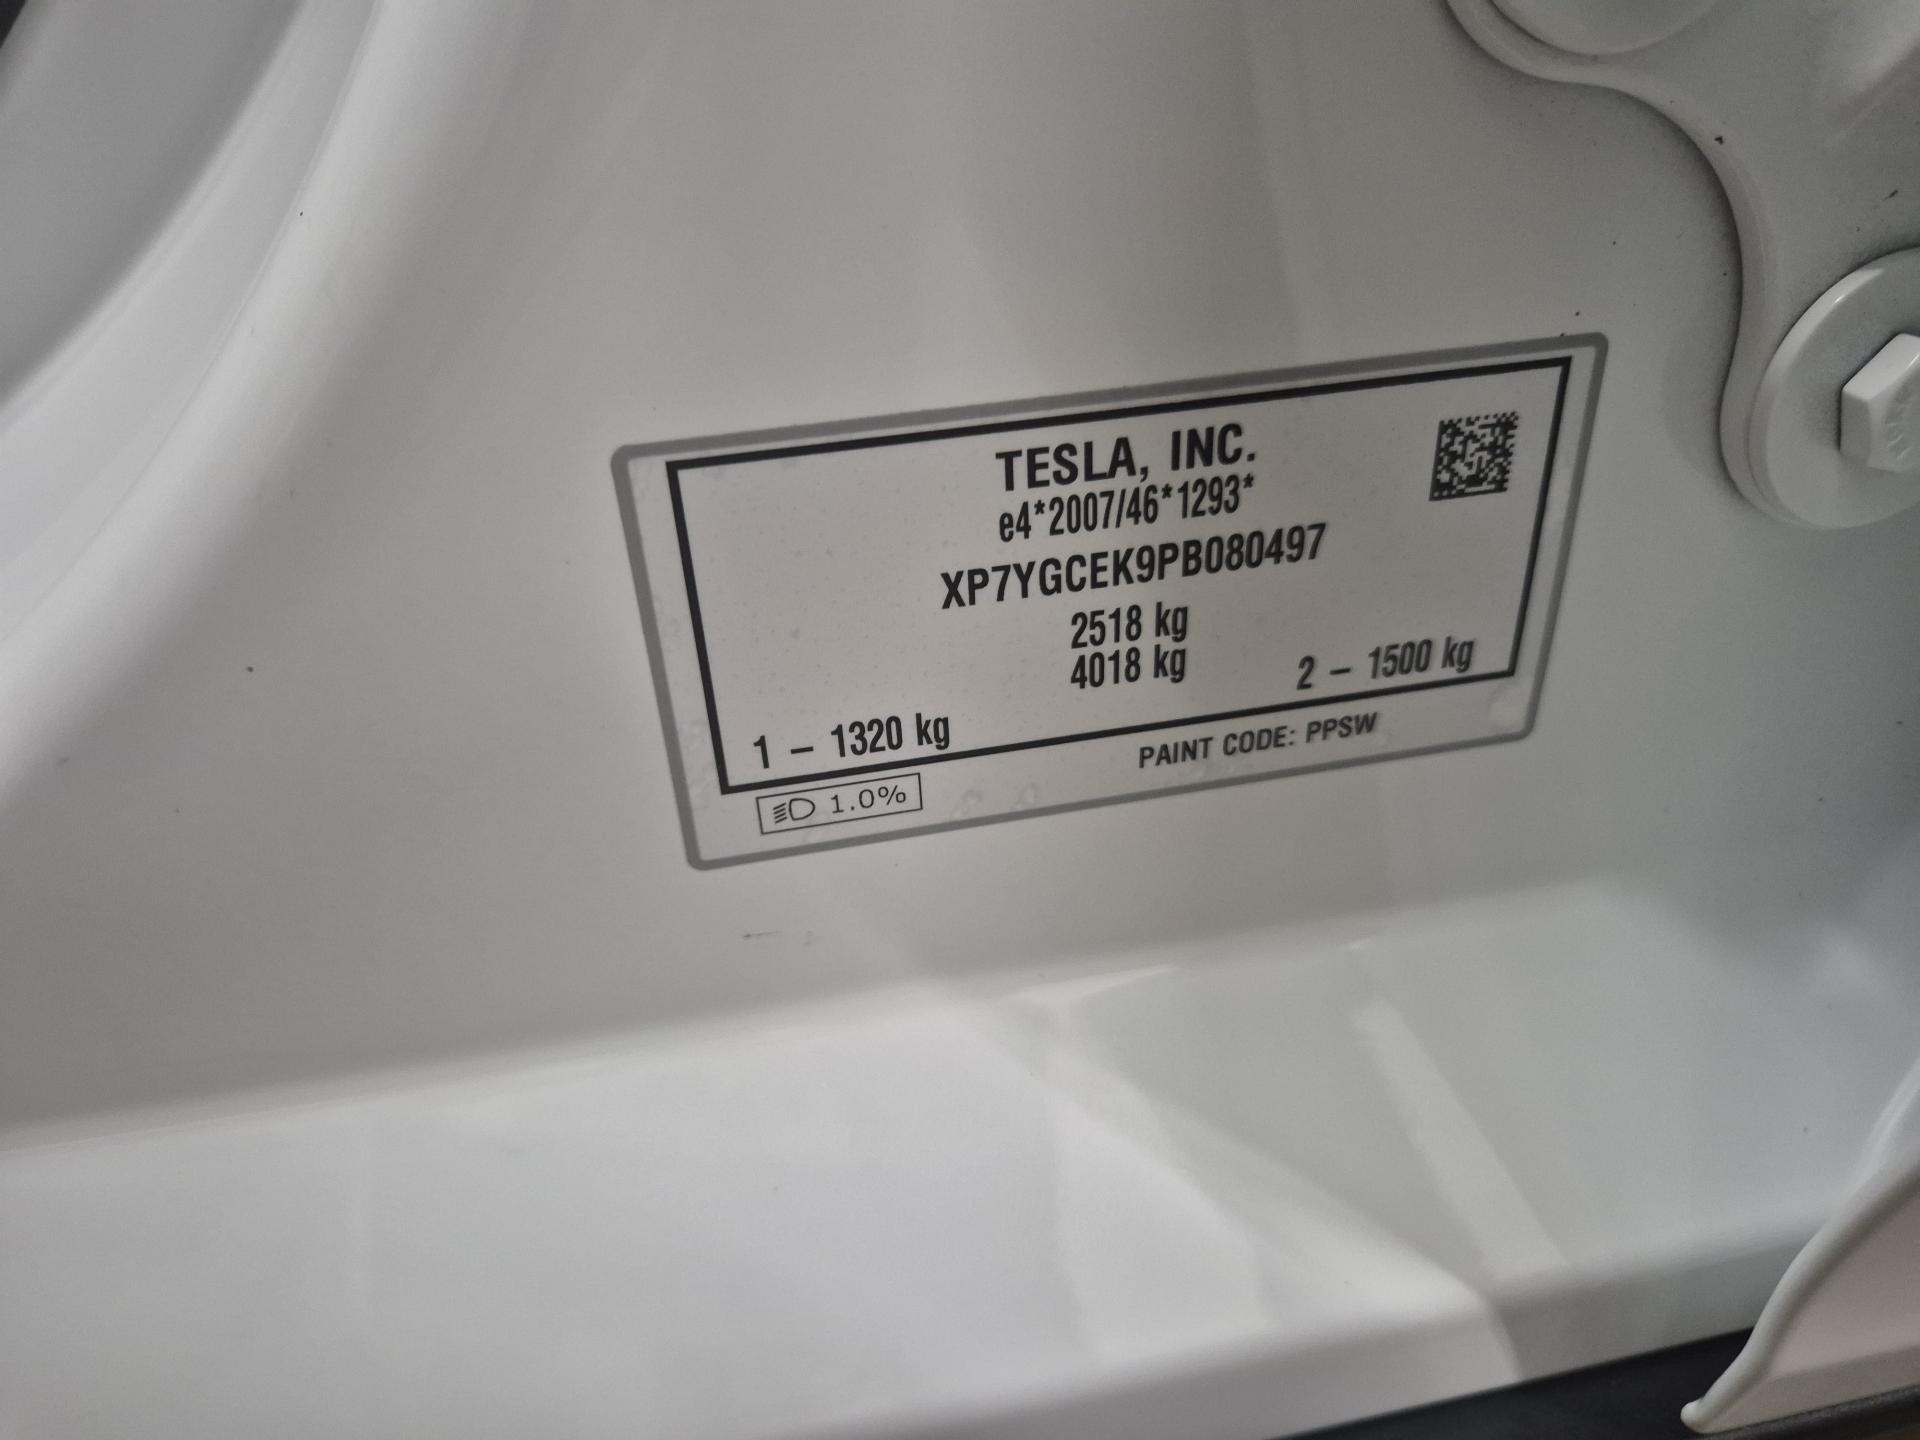 TESLA, INC.
e4*2007/46*1293*
XP7YGCEK9PB080497
2518 kg
4018 kg
1 – 1320 kg
2 – 1500 kg
1.0%
PAINT CODE: PPSW